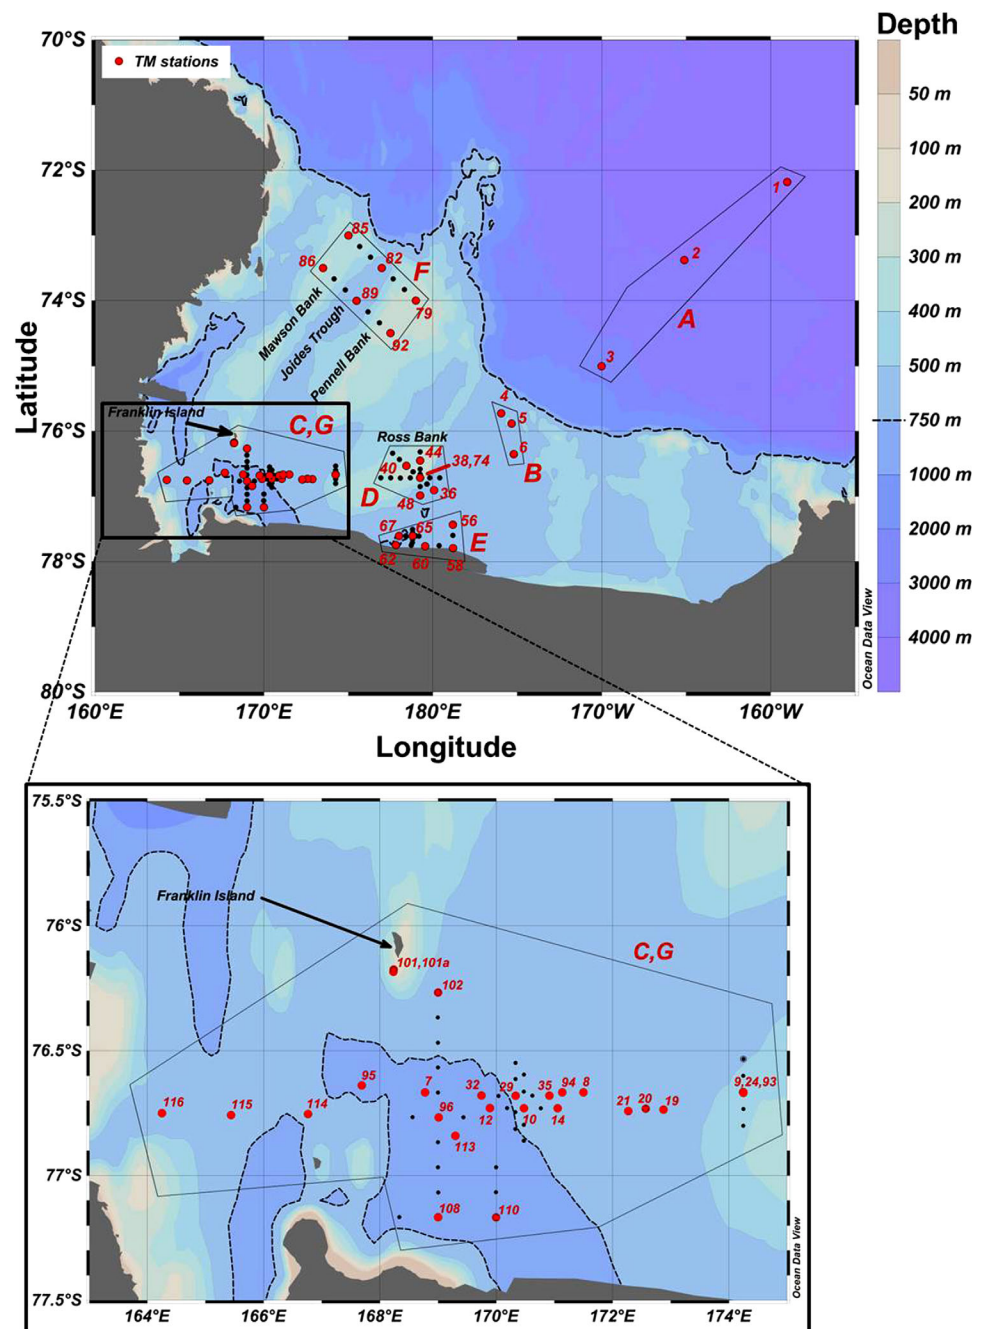 Depth
70°S
TM stations
50 m
100 m
72°S
1
200 m
85
2
300 m
86
82
F
89
74°S
79
A
400 m
Mawson Bank
Joides Trough
92
3
500 m
Pennell Bank
4
Latitude
Franklin Island
C,G
5
750 m
76°S
Ross Bank
44
6
40
38,74
B
1000 m
D
48
36
67
65
56
2000 m
E
78°S
62
60
58
3000 m
4000 m
Ocean Data View
80°S
160°E
170°E
180°E
170°W
160°W
Longitude
75.5°S
Franklin Island
76°S
C,G
101,101a
102
76.5°S
95
7
32
29
35
94
8
9,24,93
116
115
114
96
12
10
14
21
20
19
113
77°S
108
110
Ocean Data View
77.5°S
164°E
166°E
168°E
170°E
172°E
174°E